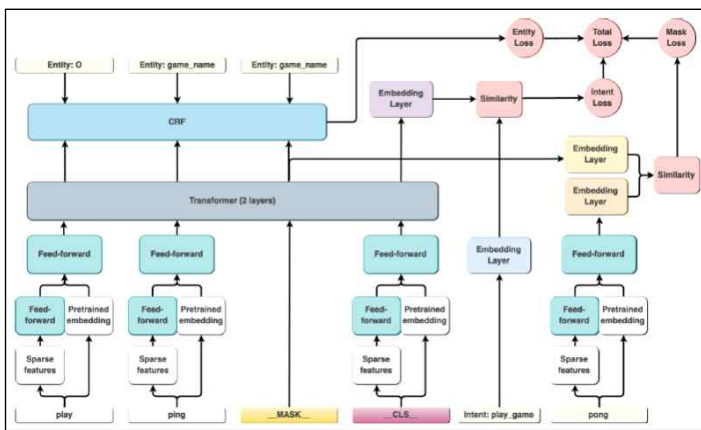 Entity Loss
Total Loss
Mask Loss
Entity: O
Entity: game_name
Entity: game_name
Embedding Layer
Similarity
Intent Loss
CRF
Embedding Layer
Similarity
Embedding Layer
Transformer (2 layers)
Feed-forward
Feed-forward
Feed-forward
Embedding Layer
Feed-forward
Feed-forward
Pretrained embedding
Feed-forward
Pretrained embedding
Feed-forward
Pretrained embedding
Feed-forward
Pretrained embedding
Sparse features
Sparse features
Sparse features
Sparse features
play
ping
__MASK__
__CLS__
Intent: play_game
pong